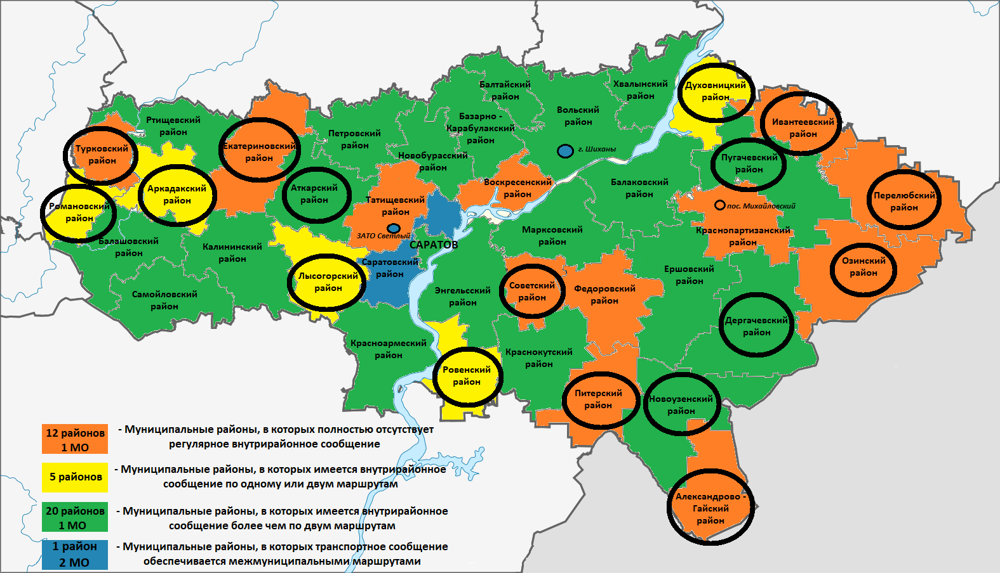 Балтайский
район
Хвалынский
район
Духовницкий
район
Ртищевский
район
Базарно -
Карабулакский
район
Вольский
район
Ивантеевский
район
Петровский
район
Турковский
район
Екатериновский
район
Новобурасский
район
г. Шиханы
Пугачевский
район
Аркадакский
район
Аткарский
район
Воскресенский
район
Балаковский
район
Перелюбский
район
Романовский
район
Татищевский
район
пос. Михайловский
ЗАТО Светлый
САРАТОВ
Марксовский
район
Краснопартизанский
район
Балашовский
район
Калининский
район
Саратовский
район
Озинский
район
Лысогорский
район
Ершовский
район
Самойловский
район
Энгельсский
район
Советский
район
Федоровский
район
Дергачевский
район
Красноармеский
район
Краснокутский
район
Ровенский
район
Питерский
район
Новоузенский
район
Александрово -
Гайский
район
12 районов
1 МО
- Муниципальные районы, в которых полностью отсутствует
регулярное внутрирайонное сообщение
5 районов
- Муниципальные районы, в которых имеется внутрирайонное
сообщение по одному или двум маршрутам
20 районов
1 МО
- Муниципальные районы, в которых имеется внутрирайонное
сообщение более чем по двум маршрутам
1 район
2 МО
- Муниципальные районы, в которых транспортное сообщение
обеспечивается межмуниципальными маршрутами